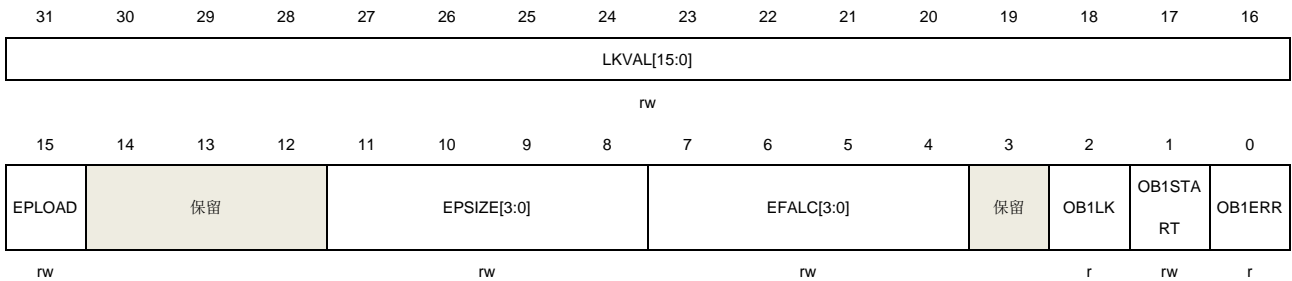 31 30 29 28 27 26 25 24 23 22 21 20 19 18 17 16
LKVAL[15:0]
rw
15 14 13 12 11 10 9 8 7 6 5 4 3 2 1 0
EPLOAD 保留 EPSIZE[3:0] EFALC[3:0] 保留 OB1LK OB1STA
RT OB1ERR
rw rw rw r rw r